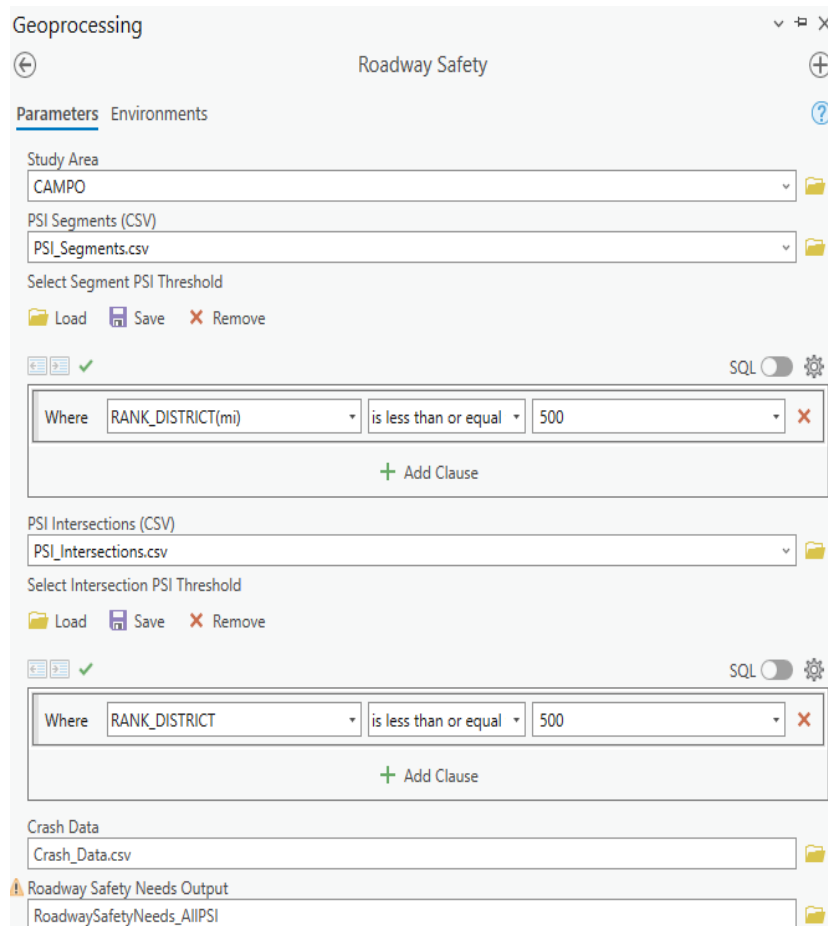 Geoprocessing
Roadway Safety
Parameters Environments
Study Area
CAMPO
PSI Segments (CSV)
PSI_Segments.csv
Select Segment PSI Threshold
Load Save Remove
SQL
Where RANK_DISTRICT(mi) is less than or equal 500
Add Clause
PSI Intersections (CSV)
PSI_Intersections.csv
Select Intersection PSI Threshold
Load Save Remove
SQL
Where RANK_DISTRICT is less than or equal 500
Add Clause
Crash Data
Crash_Data.csv
Roadway Safety Needs Output
RoadwaySafetyNeeds_AllPSI